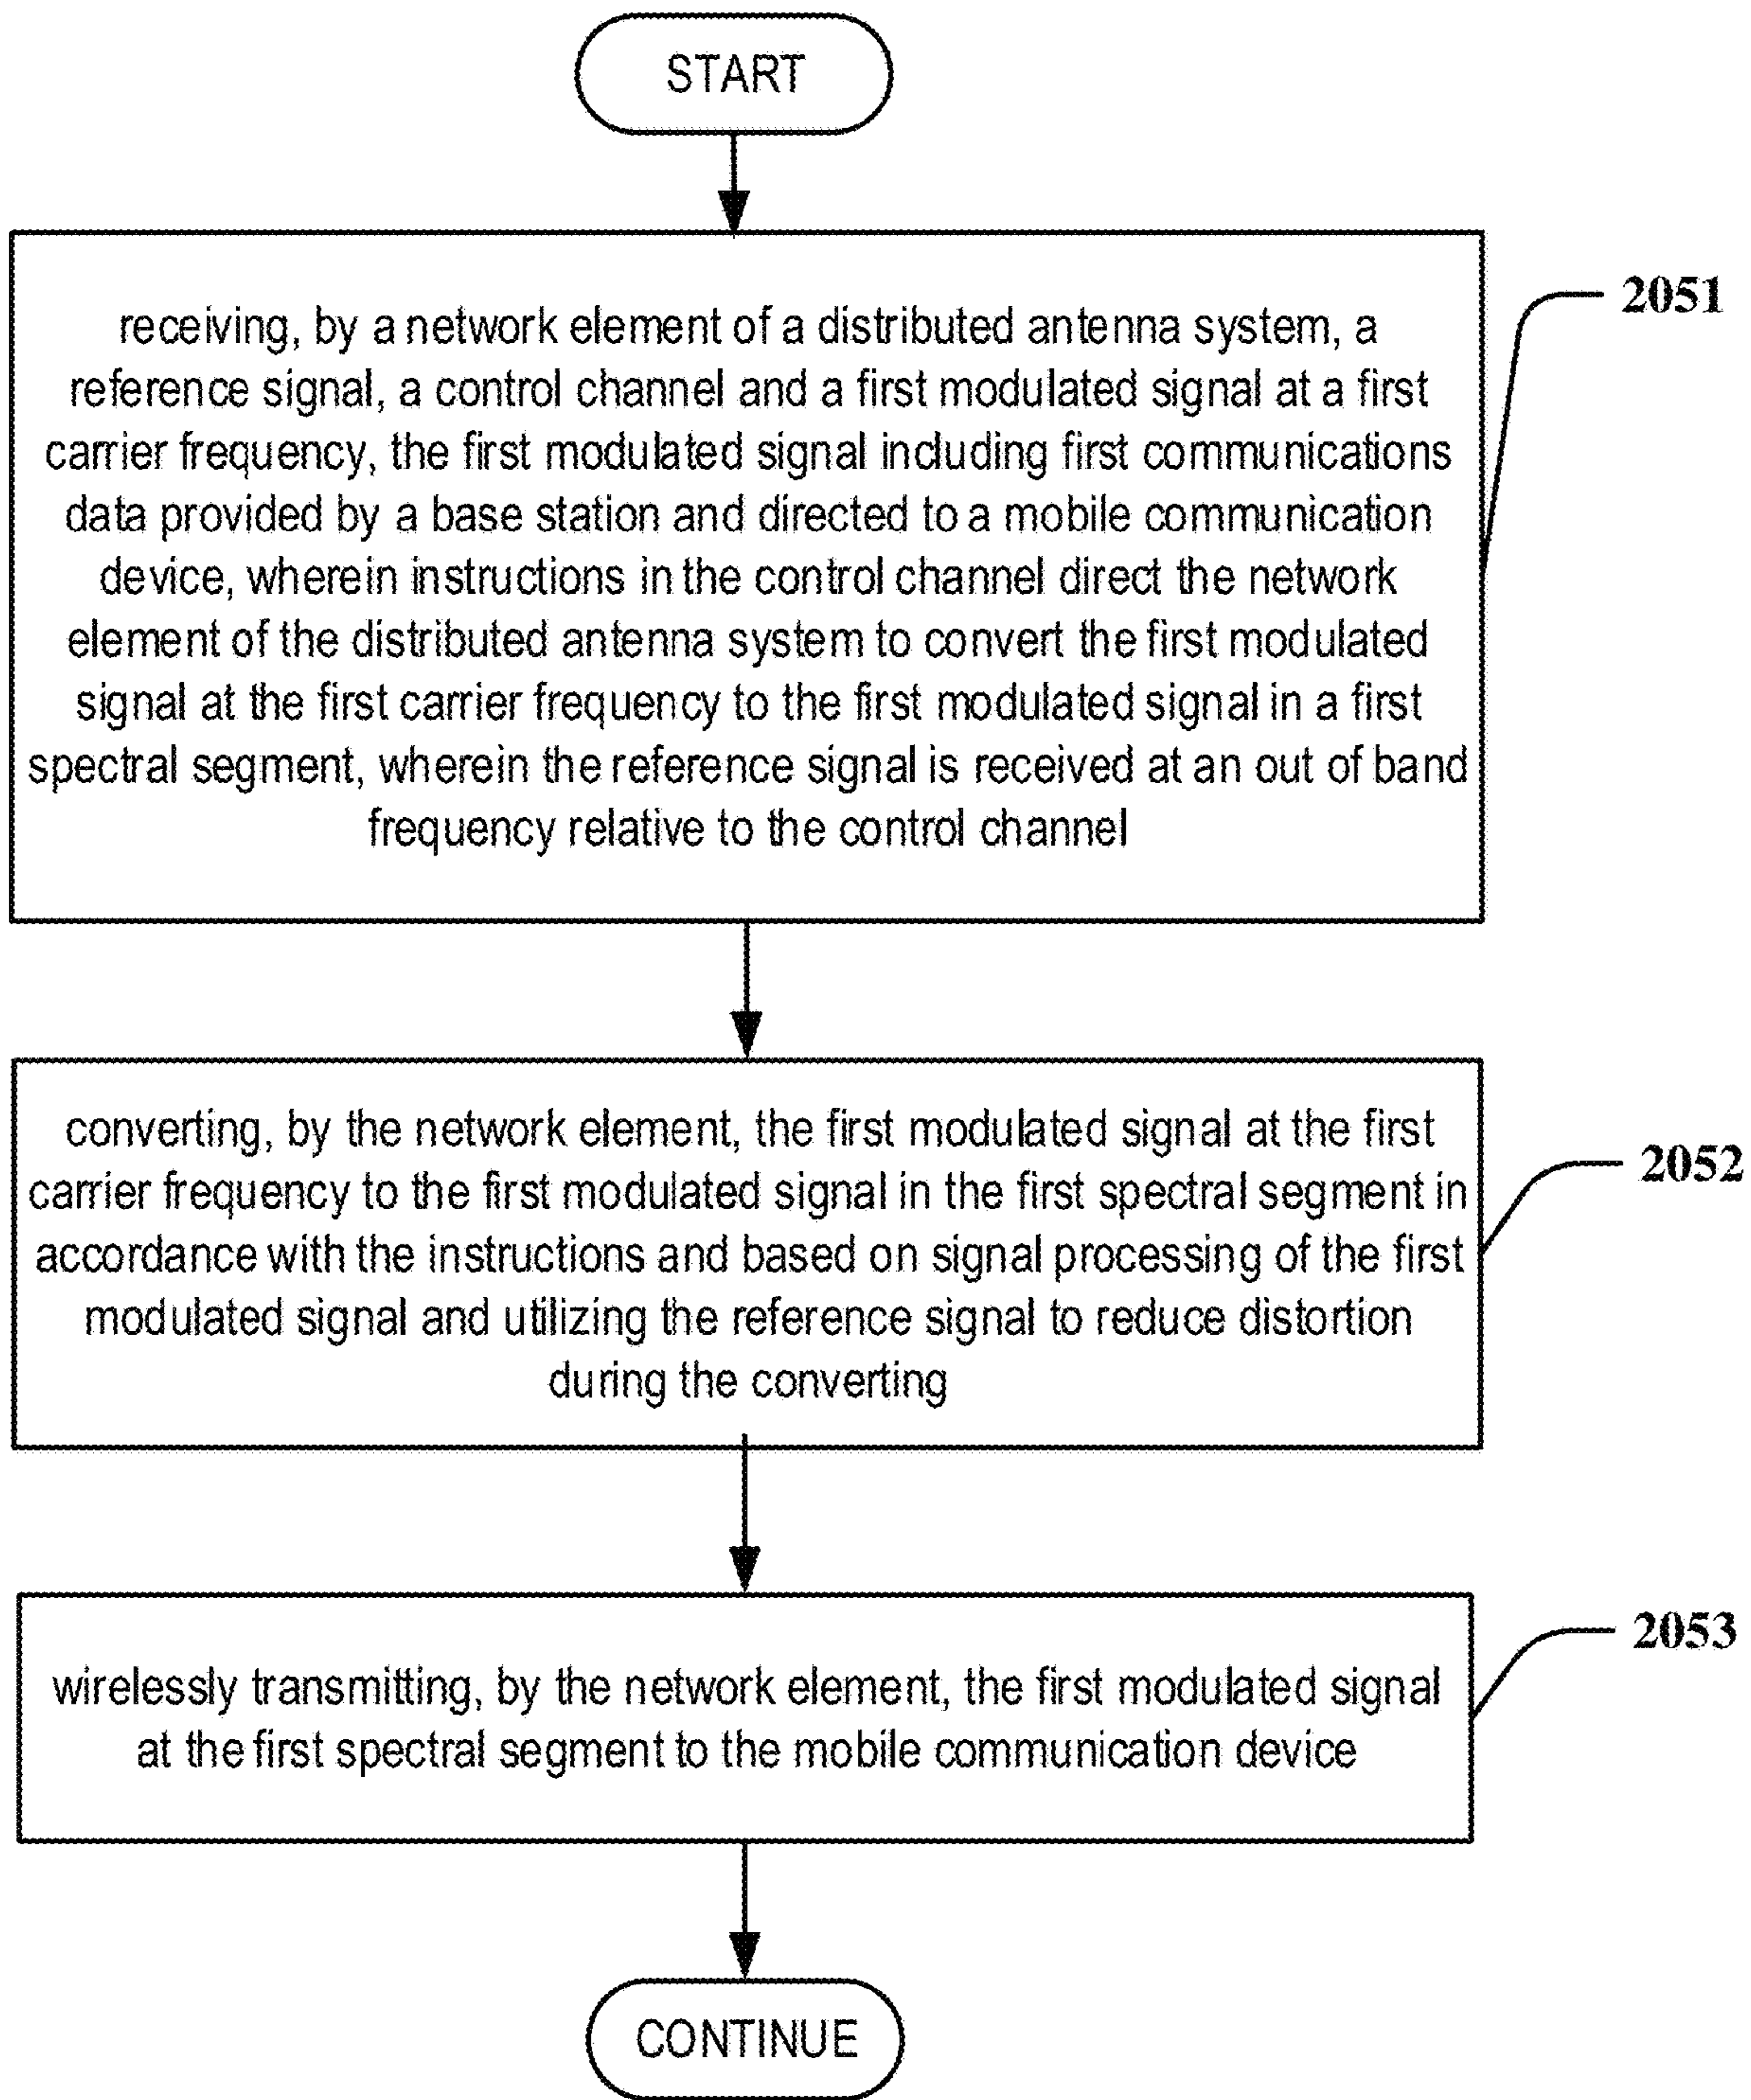 START
receiving, by a network element of a distributed antenna system, a
reference signal, a control channel and a first modulated signal at a first
carrier frequency, the first modulated signal including first communications
data provided by a base station and directed to a mobile communication
device, wherein instructions in the control channel direct the network
element of the distributed antenna system to convert the first modulated
signal at the first carrier frequency to the first modulated signal in a first
spectral segment, wherein the reference signal is received at an out of band
frequency relative to the control channel
2051
converting, by the network element, the first modulated signal at the first
carrier frequency to the first modulated signal in the first spectral segment in
accordance with the instructions and based on signal processing of the first
modulated signal and utilizing the reference signal to reduce distortion
during the converting
2052
wirelessly transmitting, by the network element, the first modulated signal
at the first spectral segment to the mobile communication device
2053
CONTINUE